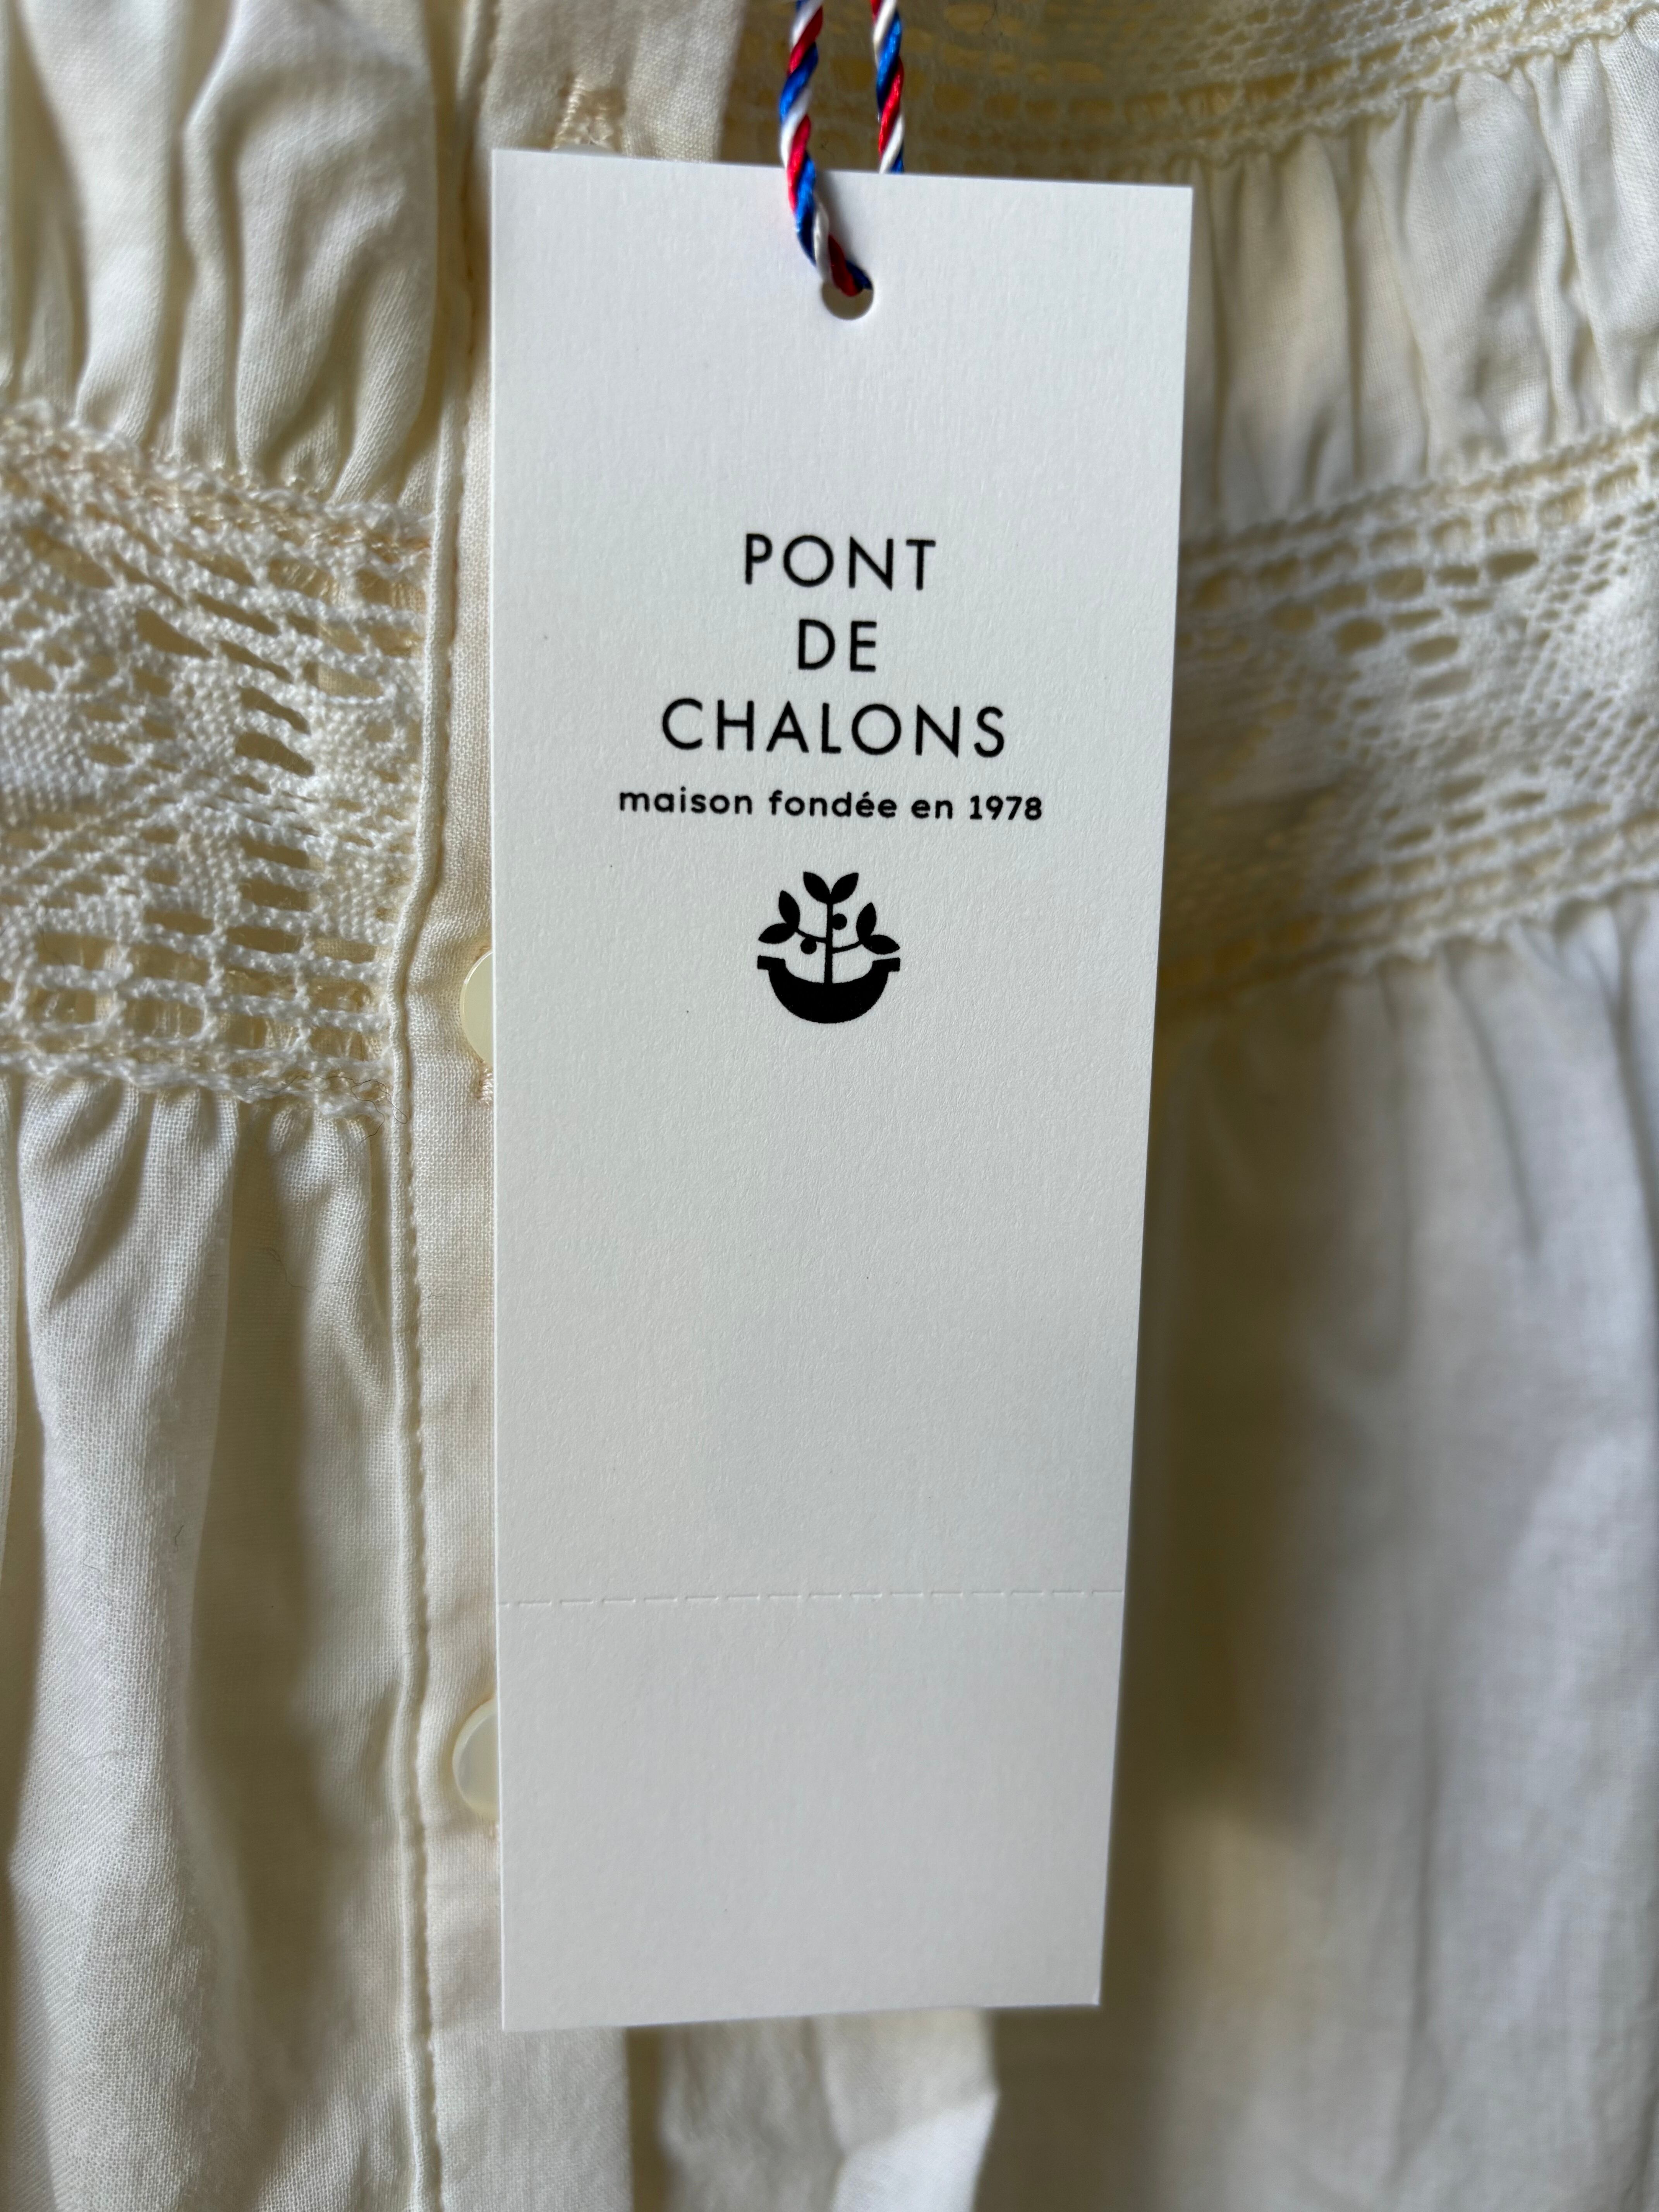 PONT
DE
CHALONS
maison fondée en 1978